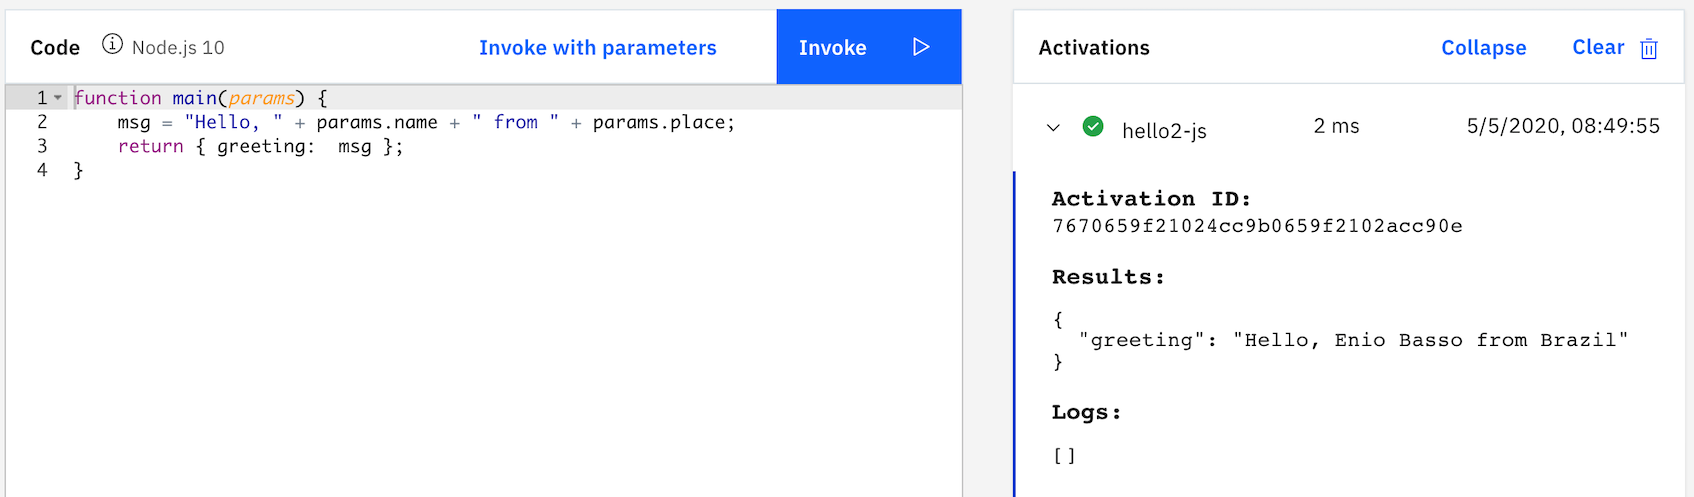 Code Node.js 10 Invoke with parameters Invoke
1 function main(params) {
2 msg = "Hello, " + params.name + " from " + params.place;
3 return { greeting:  msg };
4 }
Activations Collapse Clear
hello2-js 2 ms 5/5/2020, 08:49:55
Activation ID:
7670659f21024cc9b0659f2102acc90e
Results:
{
"greeting": "Hello, Enio Basso from Brazil"
}
Logs:
[]